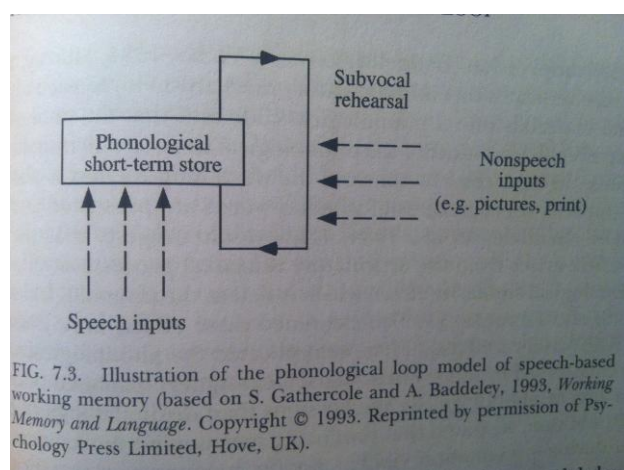 Subvocal
rehearsal
Phonological
short-term store
Nonspeech
inputs
(e.g. pictures, print)
Speech inputs
FIG. 7.3. Illustration of the phonological loop model of speech-based
working memory (based on S. Gathercole and A. Baddeley, 1993, Working
Memory and Language. Copyright © 1993. Reprinted by permission of Psy-
chology Press Limited, Hove, UK).